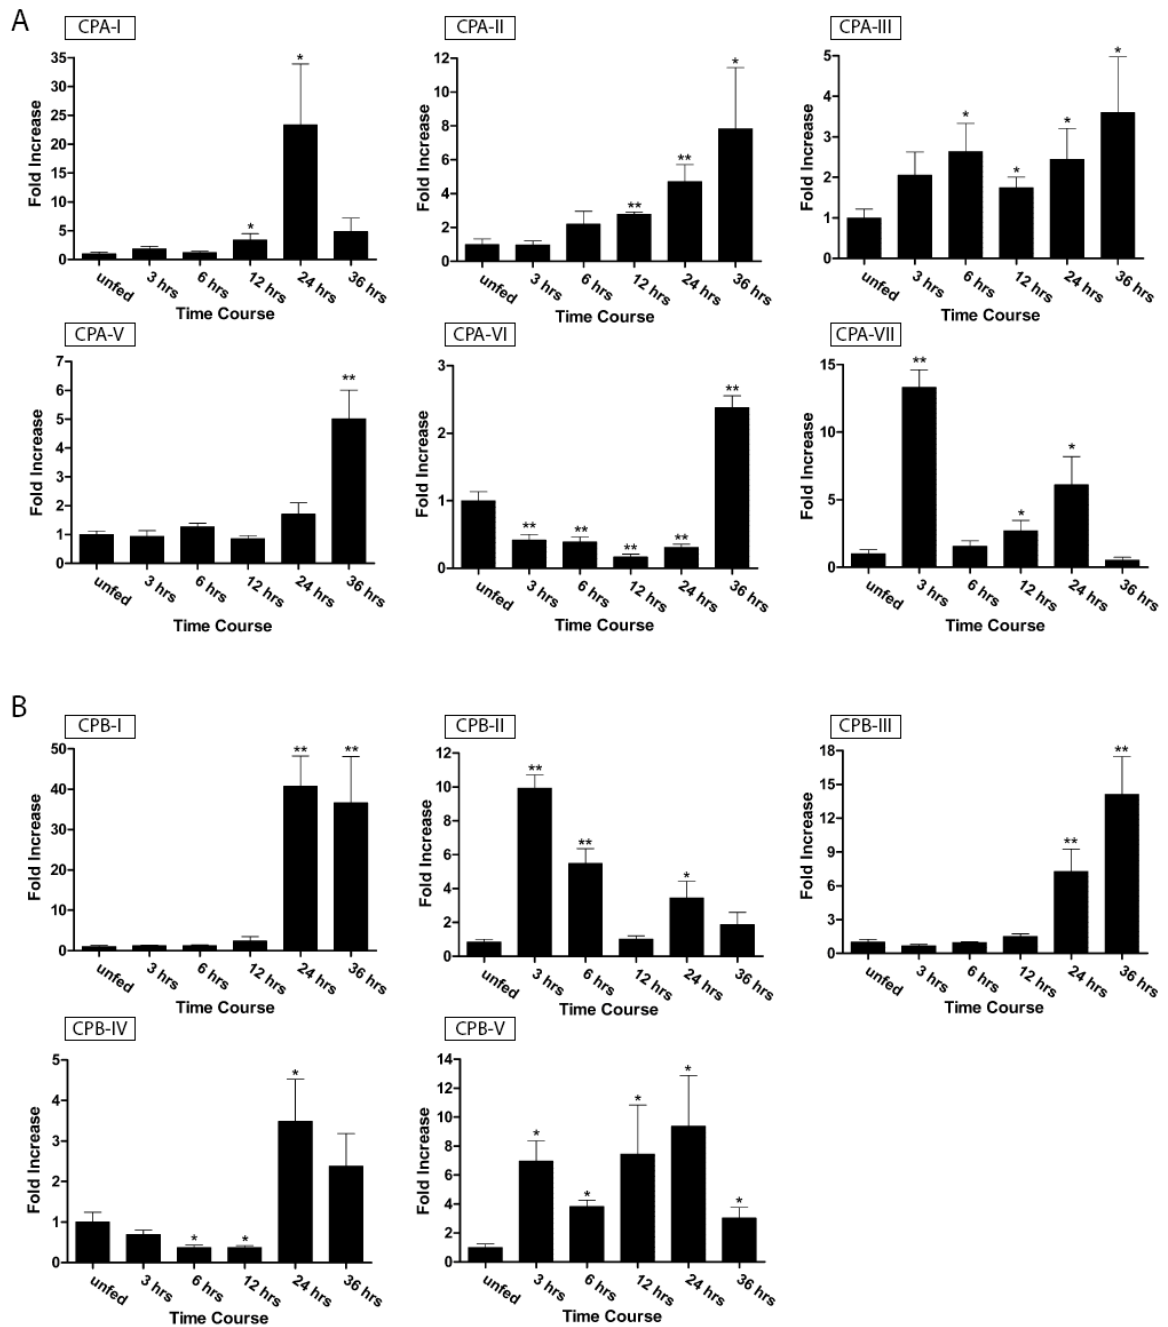 A
CPA-I
35
30
25
20
15
10
5
0
Fold Increase
*
*
unfed
3 hrs
6 hrs
12 hrs
24 hrs
36 hrs
Time Course
CPA-II
12
10
8
6
4
2
0
Fold Increase
**
**
*
unfed
3 hrs
6 hrs
12 hrs
24 hrs
36 hrs
Time Course
CPA-III
5
4
3
2
1
0
Fold Increase
*
*
*
*
unfed
3 hrs
6 hrs
12 hrs
24 hrs
36 hrs
Time Course
CPA-V
7
6
5
4
3
2
1
0
Fold Increase
**
unfed
3 hrs
6 hrs
12 hrs
24 hrs
36 hrs
Time Course
CPA-VI
3
2
1
0
Fold Increase
**
**
**
**
**
unfed
3 hrs
6 hrs
12 hrs
24 hrs
36 hrs
Time Course
CPA-VII
15
10
5
0
Fold Increase
**
*
*
unfed
3 hrs
6 hrs
12 hrs
24 hrs
36 hrs
Time Course
B
CPB-I
50
40
30
20
10
0
Fold Increase
**
**
unfed
3 hrs
6 hrs
12 hrs
24 hrs
36 hrs
Time Course
CPB-II
12
10
8
6
4
2
0
Fold Increase
**
**
*
unfed
3 hrs
6 hrs
12 hrs
24 hrs
36 hrs
Time Course
CPB-III
18
15
12
9
6
3
0
Fold Increase
**
**
unfed
3 hrs
6 hrs
12 hrs
24 hrs
36 hrs
Time Course
CPB-IV
5
4
3
2
1
0
Fold Increase
*
*
*
unfed
3 hrs
6 hrs
12 hrs
24 hrs
36 hrs
Time Course
CPB-V
14
12
10
8
6
4
2
0
Fold Increase
*
*
*
*
*
unfed
3 hrs
6 hrs
12 hrs
24 hrs
36 hrs
Time Course